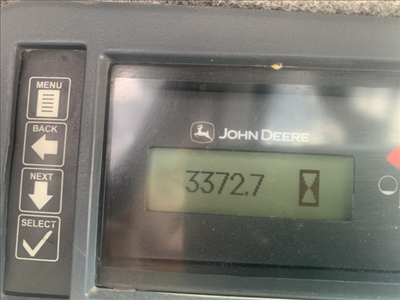 MENU
BACK
NEXT
SELECT
JOHN DEERE
3372.7